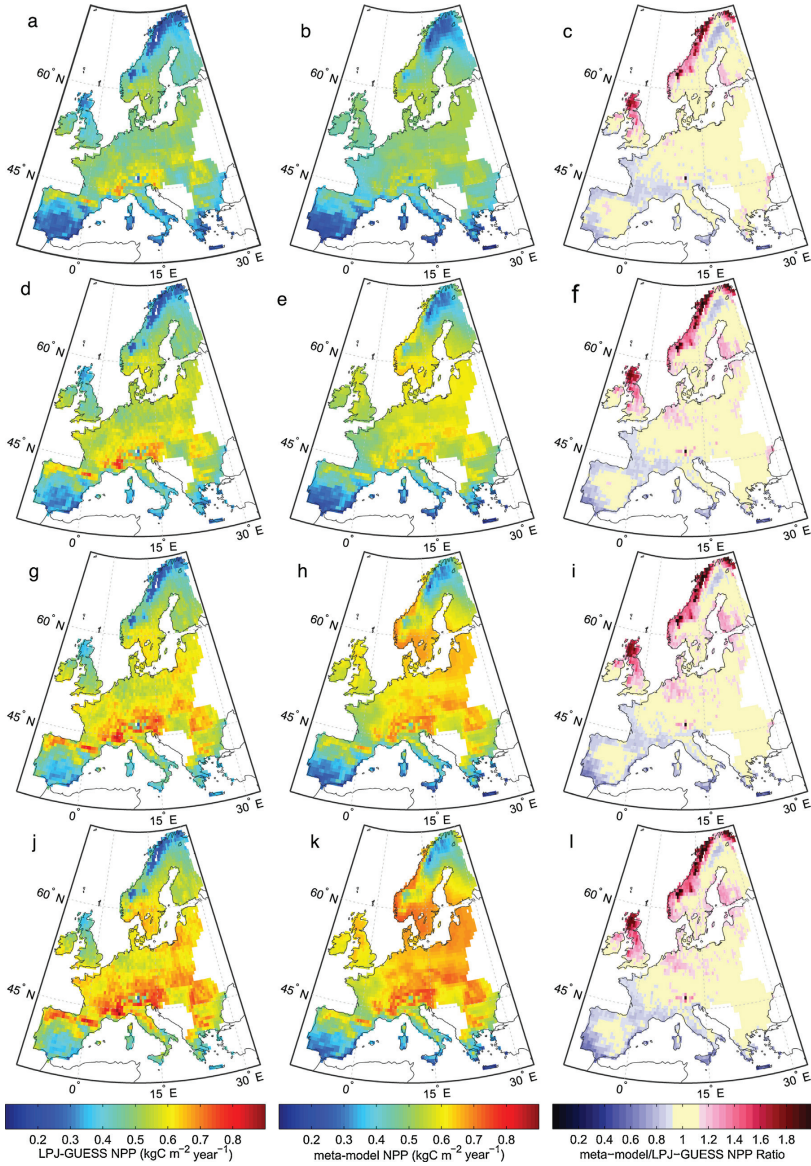 a
b
c
60° N
60° N
60° N
45° N
45° N
45° N
0°
15 E
30° E
0°
15 E
30° E
0°
15 E
30° E
d
e
f
60° N
60° N
60° N
45° N
45° N
45° N
0°
15 E
30° E
0°
15 E
30° E
0°
15 E
30° E
g
h
i
60° N
60° N
60° N
45° N
45° N
45° N
0°
15 E
30° E
0°
15 E
30° E
0°
15 E
30° E
j
k
l
60° N
60° N
60° N
45° N
45° N
45° N
0°
15 E
30° E
0°
15 E
30° E
0°
15 E
30° E
0.2 0.3 0.4 0.5 0.6 0.7 0.8
LPJ-GUESS NPP (kgC m⁻² year⁻¹)
0.2 0.3 0.4 0.5 0.6 0.7 0.8
meta-model NPP (kgC m⁻² year⁻¹)
0.2 0.4 0.6 0.8 1 1.2 1.4 1.6 1.8
meta-model/LPJ-GUESS NPP Ratio